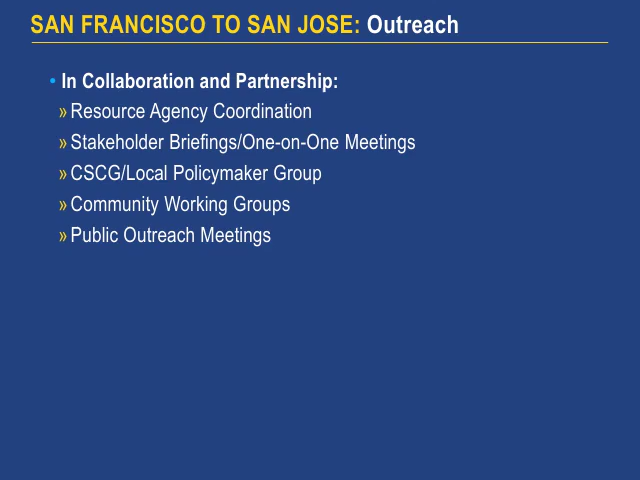 SAN FRANCISCO TO SAN JOSE: Outreach
• In Collaboration and Partnership:
» Resource Agency Coordination
» Stakeholder Briefings/One-on-One Meetings
» CSCG/Local Policymaker Group
» Community Working Groups
» Public Outreach Meetings